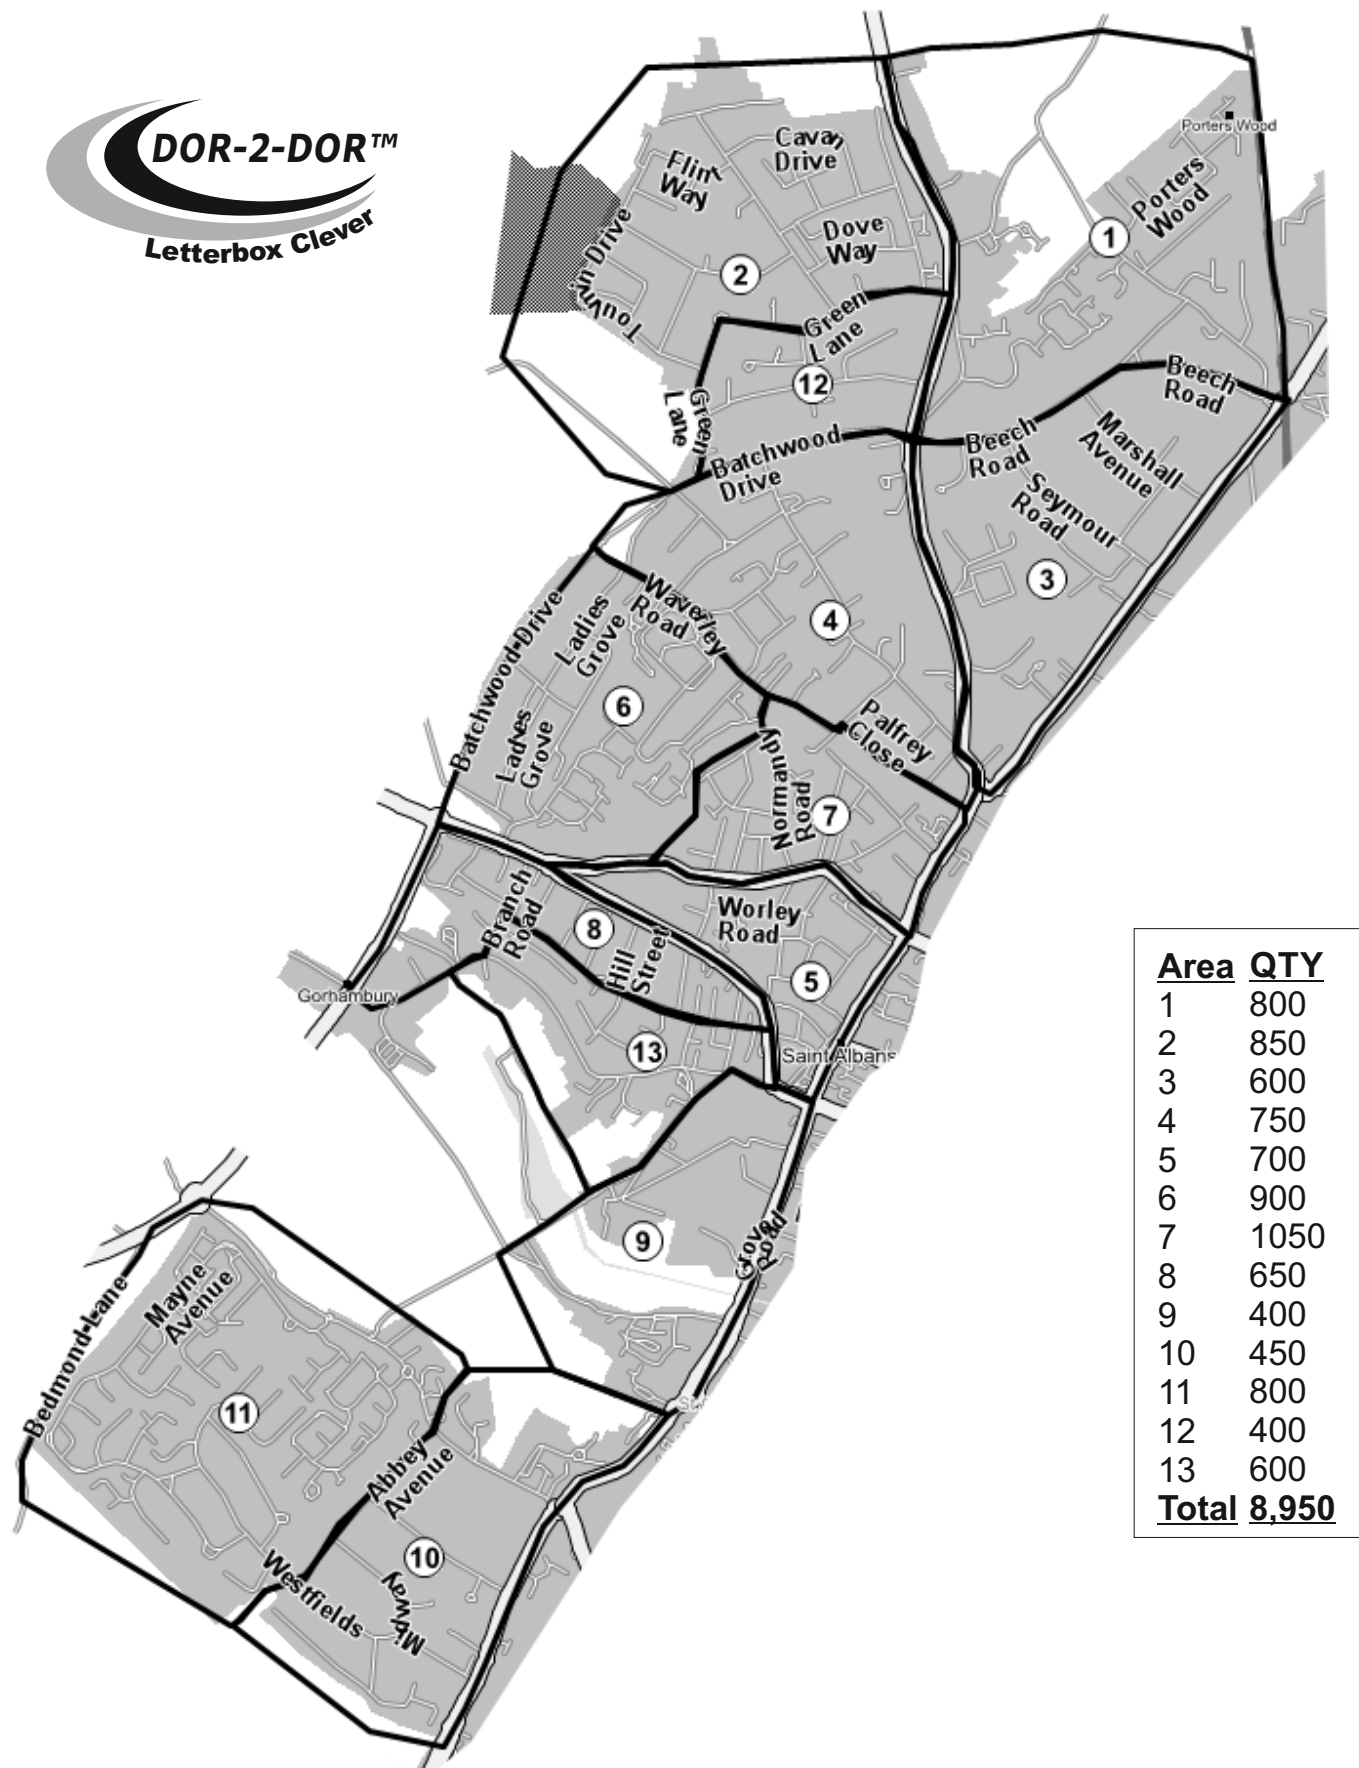 DOR-2-DOR™
Letterbox Clever
Porters Wood
Cavan
Drive
Flint
Way
Porters
Wood
Dove
Way
1
2
Drive
Green
Lane
12
Beech
Road
Green
Lane
Batchwood
Drive
Beech
Road
Marshall
Avenue
Seymour
Road
3
Waverley
Road
Ladies
Grove
4
Batchwood Drive
6
Palfrey
Close
Ladies
Grove
Normandy
Road
7
Branch
Road
8
Worley
Road
Hill
Street
5
Gorhambury
13
Saint Albans
9
Grove
Road
Mayne
Avenue
Bedmond Lane
St.
11
Abbey
Avenue
10
Westfields
Midway
Area QTY
1 800
2 850
3 600
4 750
5 700
6 900
7 1050
8 650
9 400
10 450
11 800
12 400
13 600
Total 8,950